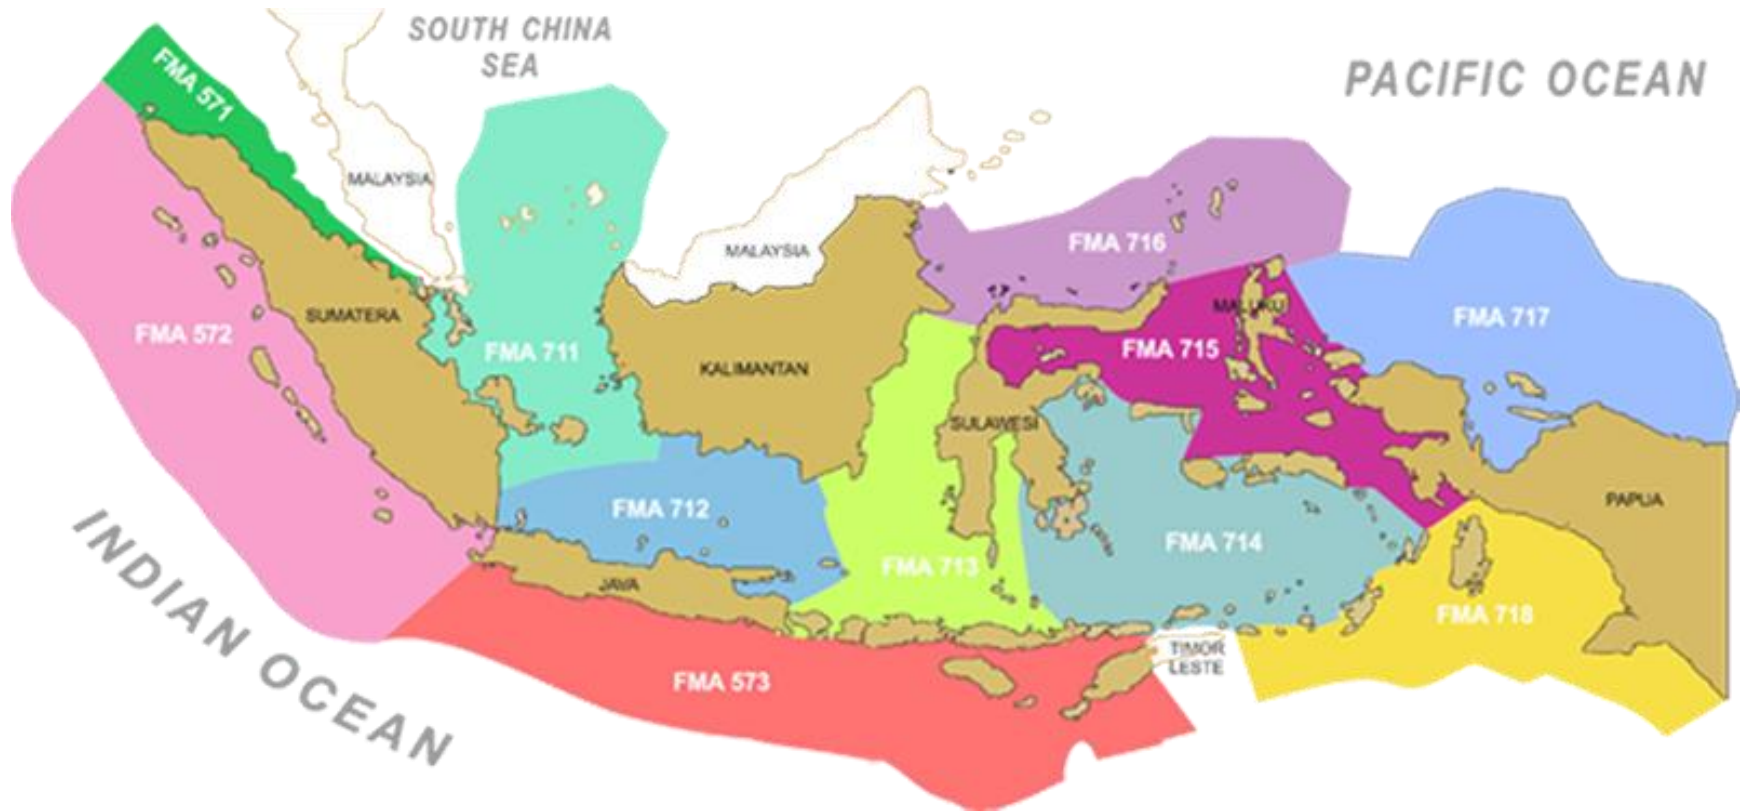 SOUTH CHINA
SEA
PACIFIC OCEAN
FMA 571
MALAYSIA
MALAYSIA
FMA 716
FMA 572
SUMATERA
FMA 711
KALIMANTAN
MALUKU
FMA 715
FMA 717
SULAWESI
FMA 712
FMA 713
FMA 714
PAPUA
JAVA
FMA 718
TIMOR
LESTE
FMA 573
INDIAN OCEAN